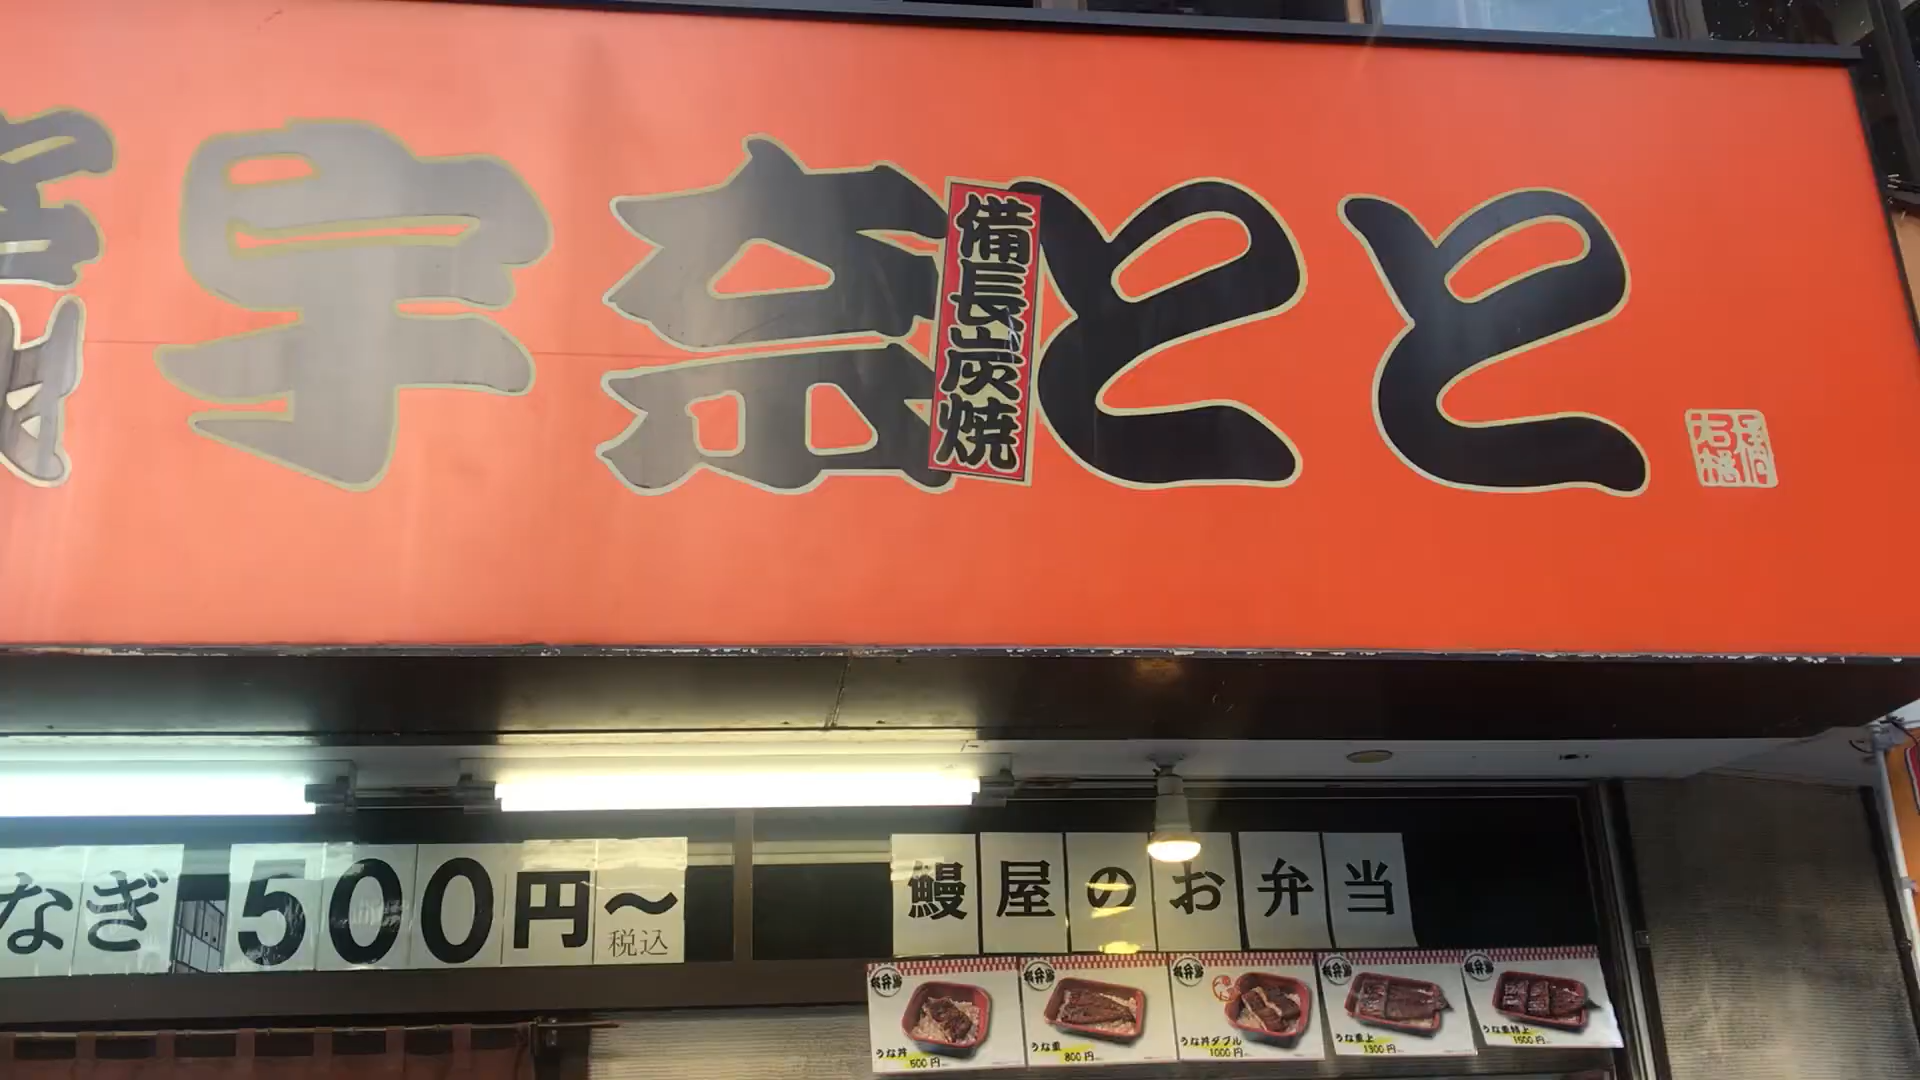 宇奈とと
備長炭焼
なぎ 500円〜
税込
鰻屋のお弁当
うな丼
500円
うな重
800円
うな丼ダブル
1000円
うな重上
1300円
うな重特上
1500円